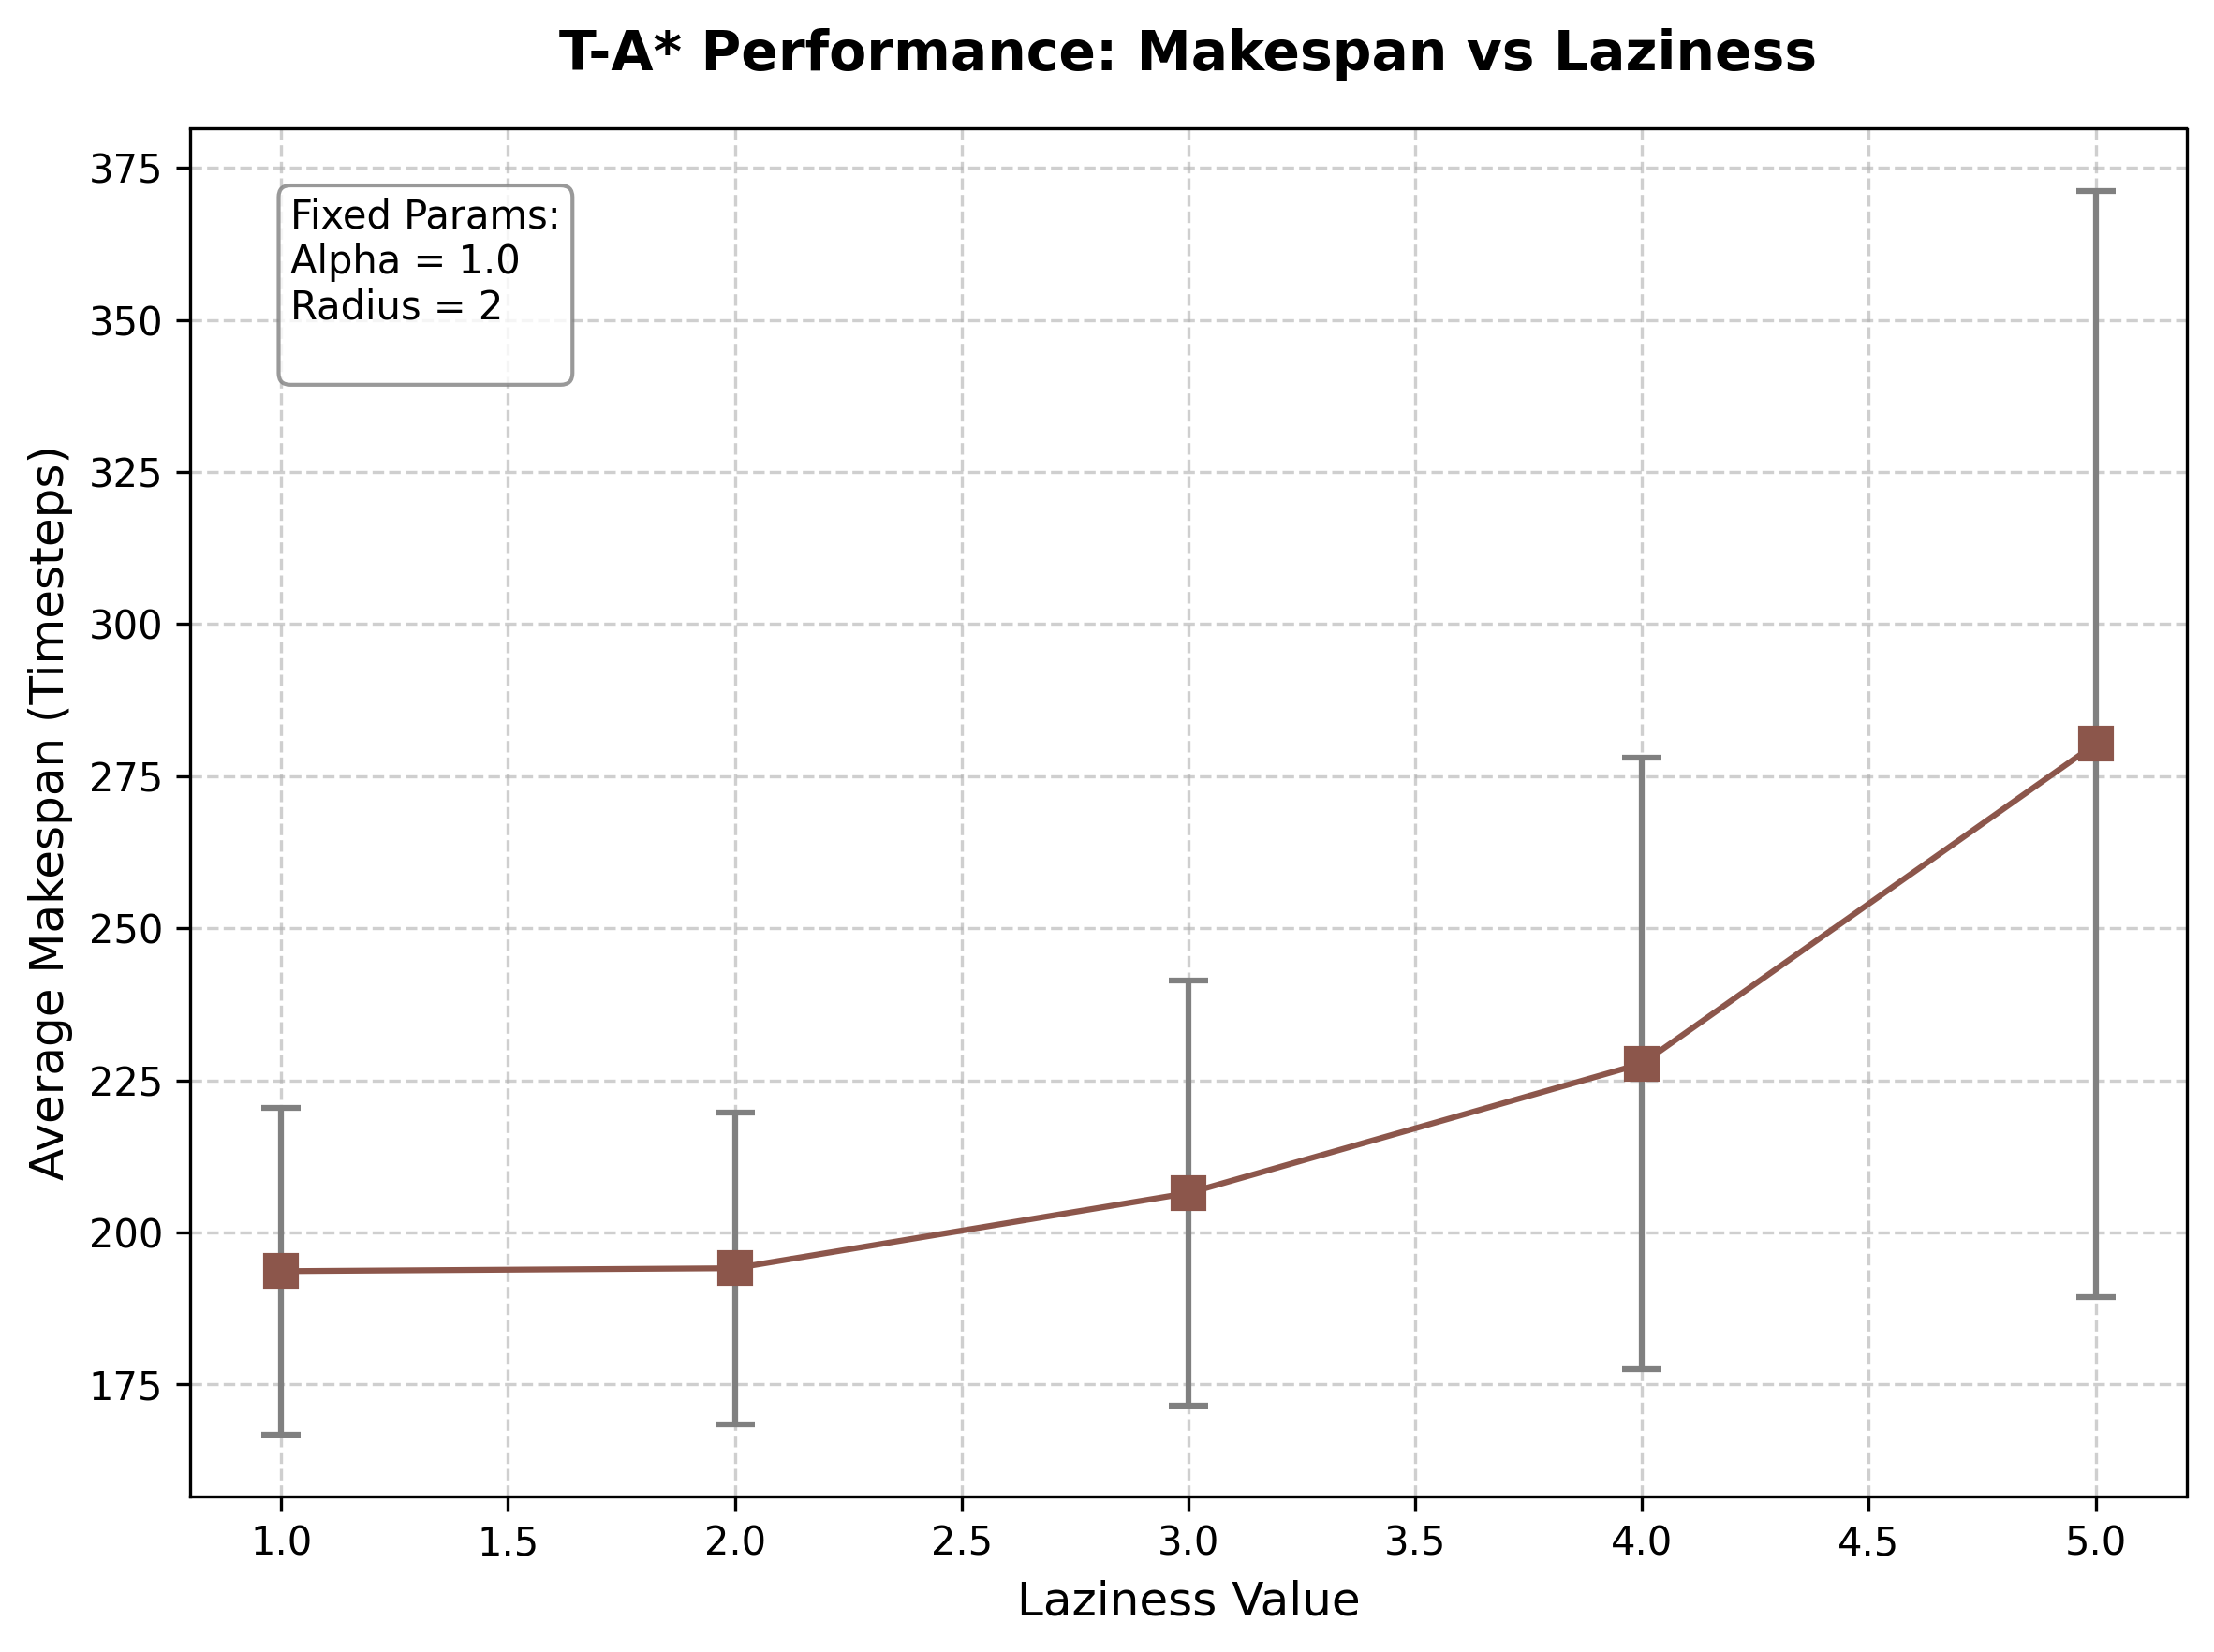 T-A* Performance: Makespan vs Laziness
Fixed Params:
Alpha = 1.0
Radius = 2
Average Makespan (Timesteps)
375
350
325
300
275
250
225
200
175
1.0 1.5 2.0 2.5 3.0 3.5 4.0 4.5 5.0
Laziness Value